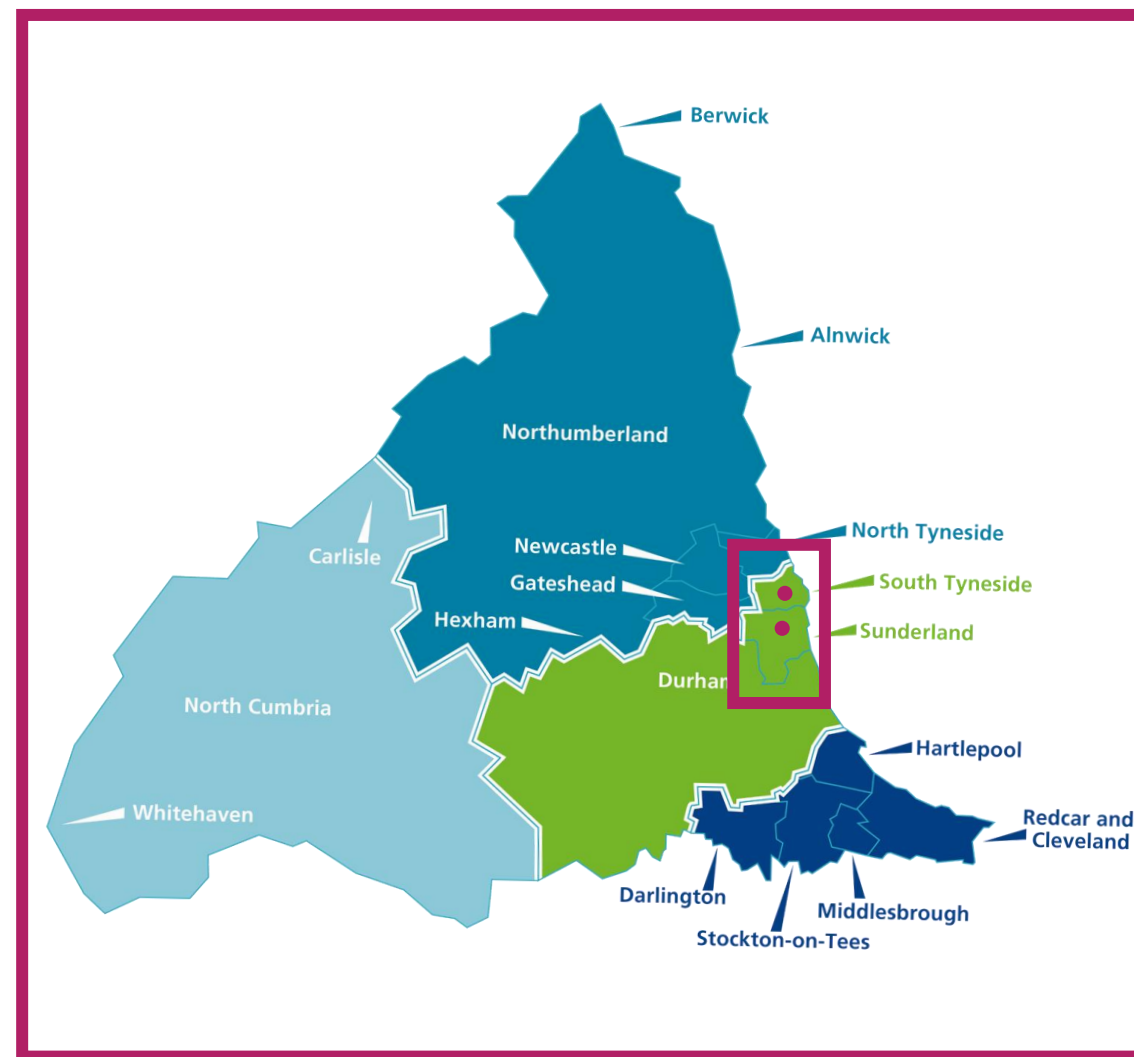 Berwick
Alnwick
Northumberland
North Tyneside
Newcastle
Carlisle
South Tyneside
Gateshead
Hexham
Sunderland
Durham
North Cumbria
Hartlepool
Whitehaven
Redcar and
Cleveland
Darlington
Middlesbrough
Stockton-on-Tees